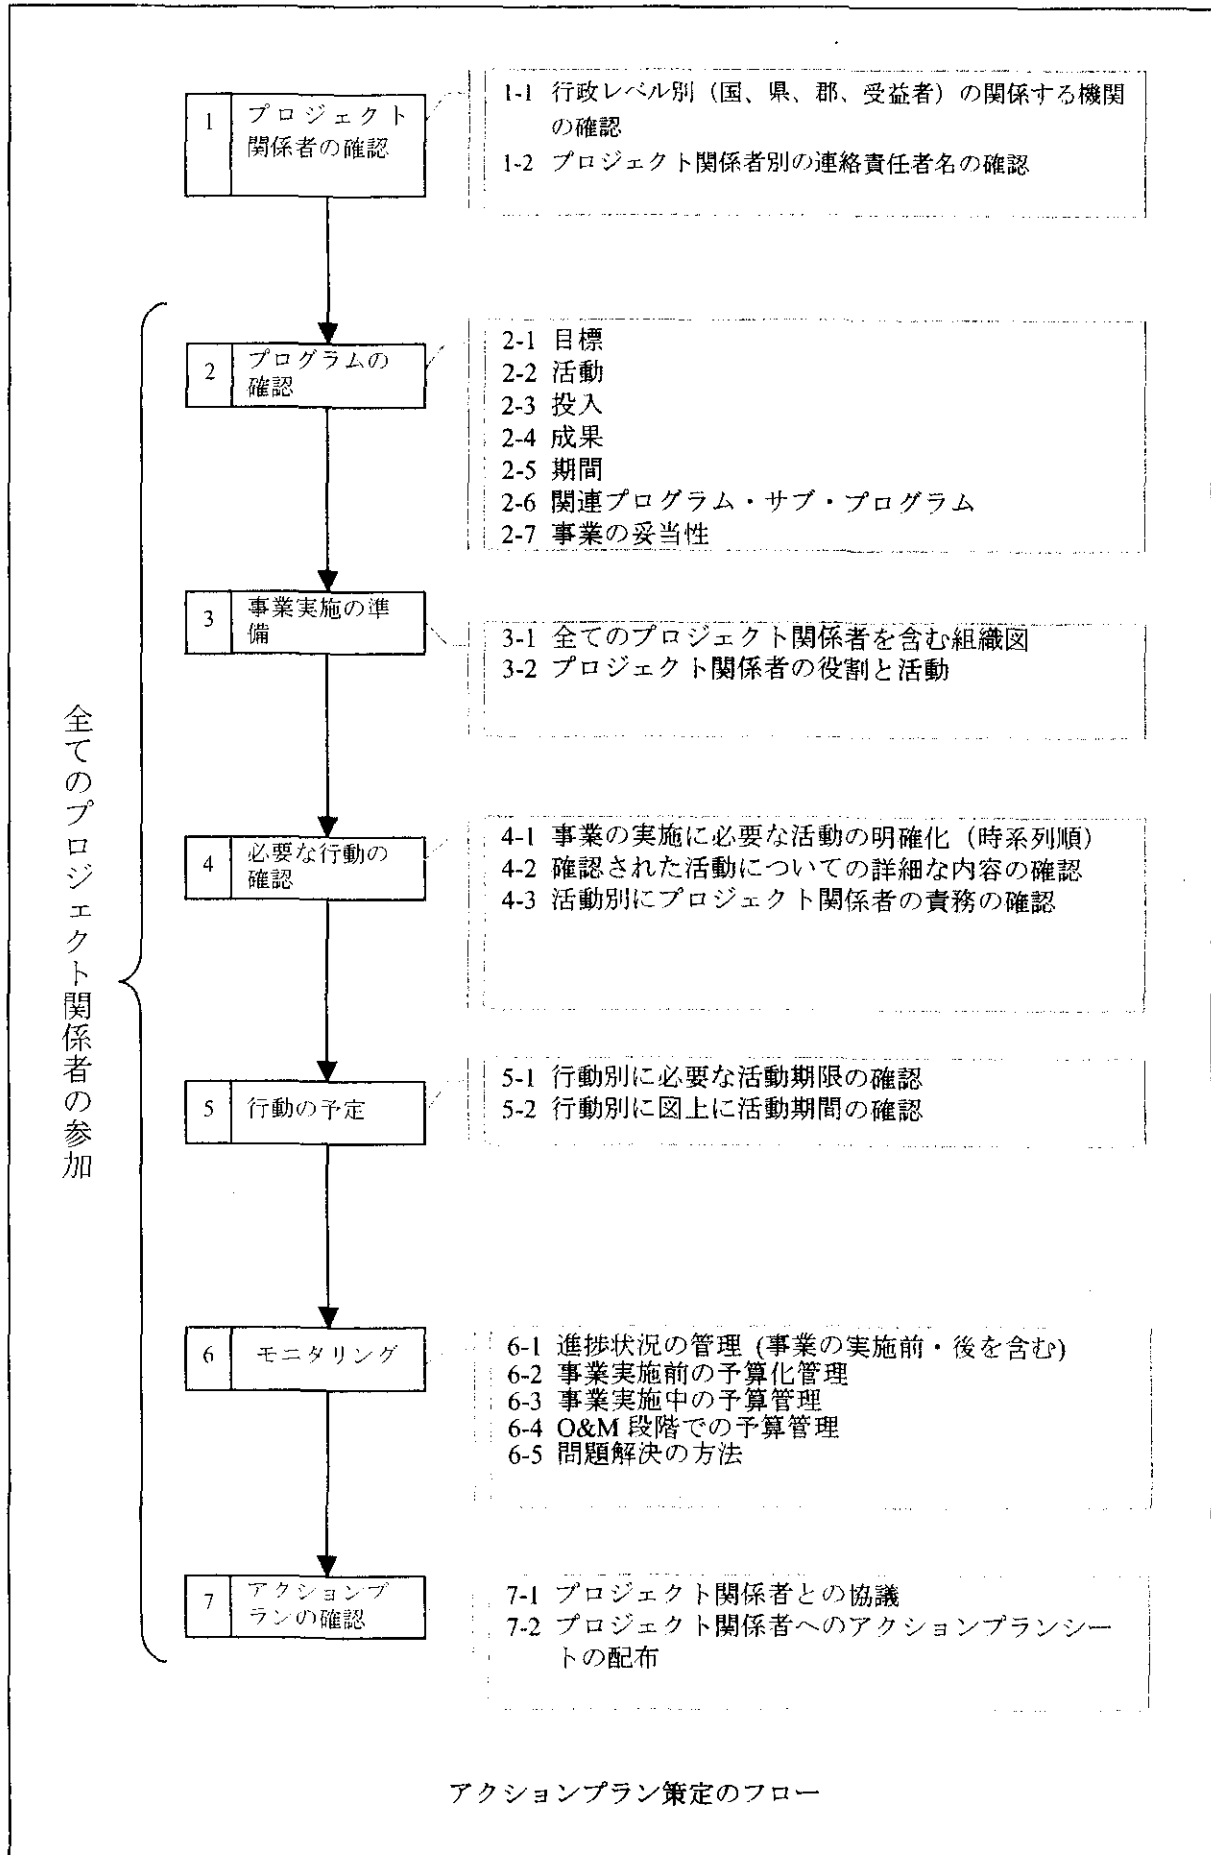 1
プロジェクト
関係者の確認
1-1 行政レベル別（国、県、郡、受益者）の関係する機関
の確認
1-2 プロジェクト関係者別の連絡責任者名の確認
全てのプロジェクト関係者の参加
2
プログラムの
確認
2-1 目標
2-2 活動
2-3 投入
2-4 成果
2-5 期間
2-6 関連プログラム・サブ・プログラム
2-7 事業の妥当性
3
事業実施の準
備
3-1 全てのプロジェクト関係者を含む組織図
3-2 プロジェクト関係者の役割と活動
4
必要な行動の
確認
4-1 事業の実施に必要な活動の明確化（時系列順）
4-2 確認された活動についての詳細な内容の確認
4-3 活動別にプロジェクト関係者の責務の確認
5
行動の予定
5-1 行動別に必要な活動期限の確認
5-2 行動別に図上に活動期間の確認
6
モニタリング
6-1 進捗状況の管理 (事業の実施前・後を含む)
6-2 事業実施前の予算化管理
6-3 事業実施中の予算管理
6-4 O&M 段階での予算管理
6-5 問題解決の方法
7
アクションプ
ランの確認
7-1 プロジェクト関係者との協議
7-2 プロジェクト関係者へのアクションプランシー
トの配布
アクションプラン策定のフロー